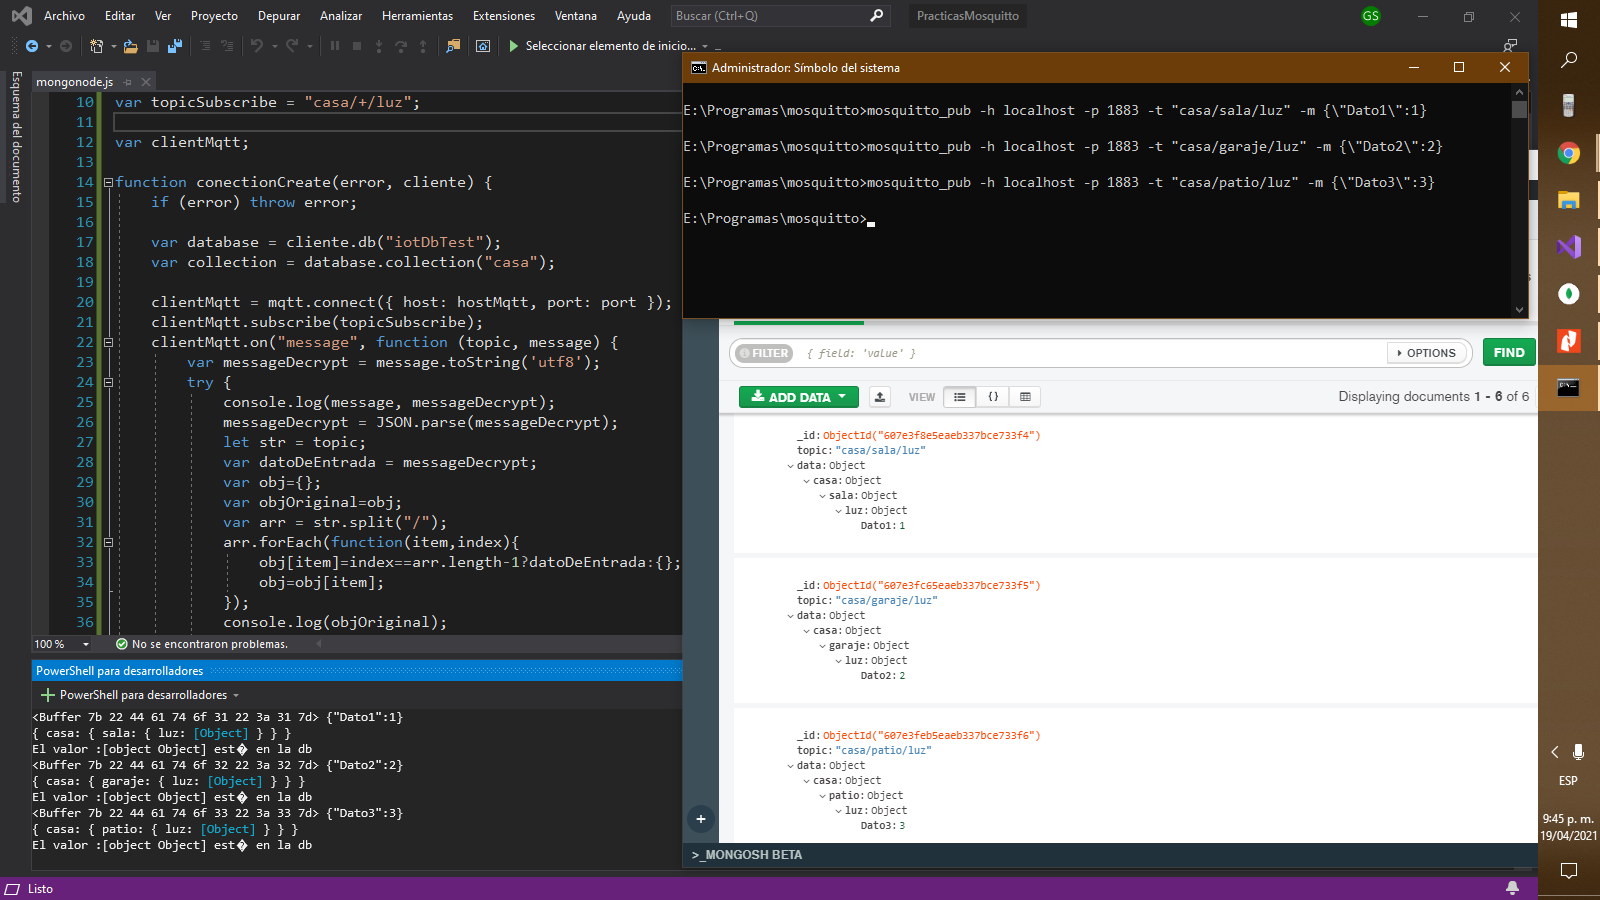 Archivo Editar Ver Proyecto Depurar Analizar Herramientas Extensiones Ventana Ayuda Buscar (Ctrl+Q) PracticasMosquitto GS
Seleccionar elemento de inicio...
Esquema del documento
mongonode.js
10 var topicSubscribe = "casa/+/luz";
11
12 var clientMqtt;
13
14 function conectionCreate(error, cliente) {
15 if (error) throw error;
16
17 var database = cliente.db("iotDbTest");
18 var collection = database.collection("casa");
19
20 clientMqtt = mqtt.connect({ host: hostMqtt, port: port });
21 clientMqtt.subscribe(topicSubscribe);
22 clientMqtt.on("message", function (topic, message) {
23 var messageDecrypt = message.toString('utf8');
24 try {
25 console.log(message, messageDecrypt);
26 messageDecrypt = JSON.parse(messageDecrypt);
27 let str = topic;
28 var datoDeEntrada = messageDecrypt;
29 var obj={};
30 var objOriginal=obj;
31 var arr = str.split("/");
32 arr.forEach(function(item,index){
33 obj[item]=index==arr.length-1?datoDeEntrada:{};
34 obj=obj[item];
35 });
36 console.log(objOriginal);
100 % No se encontraron problemas.
PowerShell para desarrolladores
PowerShell para desarrolladores
<Buffer 7b 22 44 61 74 6f 31 22 3a 31 7d> {"Dato1":1}
{ casa: { sala: { luz: [Object] } } }
El valor :[object Object] est� en la db
<Buffer 7b 22 44 61 74 6f 32 22 3a 32 7d> {"Dato2":2}
{ casa: { garaje: { luz: [Object] } } }
El valor :[object Object] est� en la db
<Buffer 7b 22 44 61 74 6f 33 22 3a 33 7d> {"Dato3":3}
{ casa: { patio: { luz: [Object] } } }
El valor :[object Object] est� en la db
Listo
Administrador: Símbolo del sistema
E:\Programas\mosquitto>mosquitto_pub -h localhost -p 1883 -t "casa/sala/luz" -m {\"Dato1\":1}
E:\Programas\mosquitto>mosquitto_pub -h localhost -p 1883 -t "casa/garaje/luz" -m {\"Dato2\":2}
E:\Programas\mosquitto>mosquitto_pub -h localhost -p 1883 -t "casa/patio/luz" -m {\"Dato3\":3}
E:\Programas\mosquitto>
FILTER { field: 'value' } OPTIONS FIND
ADD DATA VIEW {} Displaying documents 1 - 6 of 6
_id: ObjectId("607e3f8e5eaeb337bce733f4")
topic: "casa/sala/luz"
data: Object
casa: Object
sala: Object
luz: Object
Dato1: 1
_id: ObjectId("607e3fc65eaeb337bce733f5")
topic: "casa/garaje/luz"
data: Object
casa: Object
garaje: Object
luz: Object
Dato2: 2
_id: ObjectId("607e3feb5eaeb337bce733f6")
topic: "casa/patio/luz"
data: Object
casa: Object
patio: Object
luz: Object
Dato3: 3
>_MONGOSH BETA
ESP
9:45 p. m.
19/04/2021